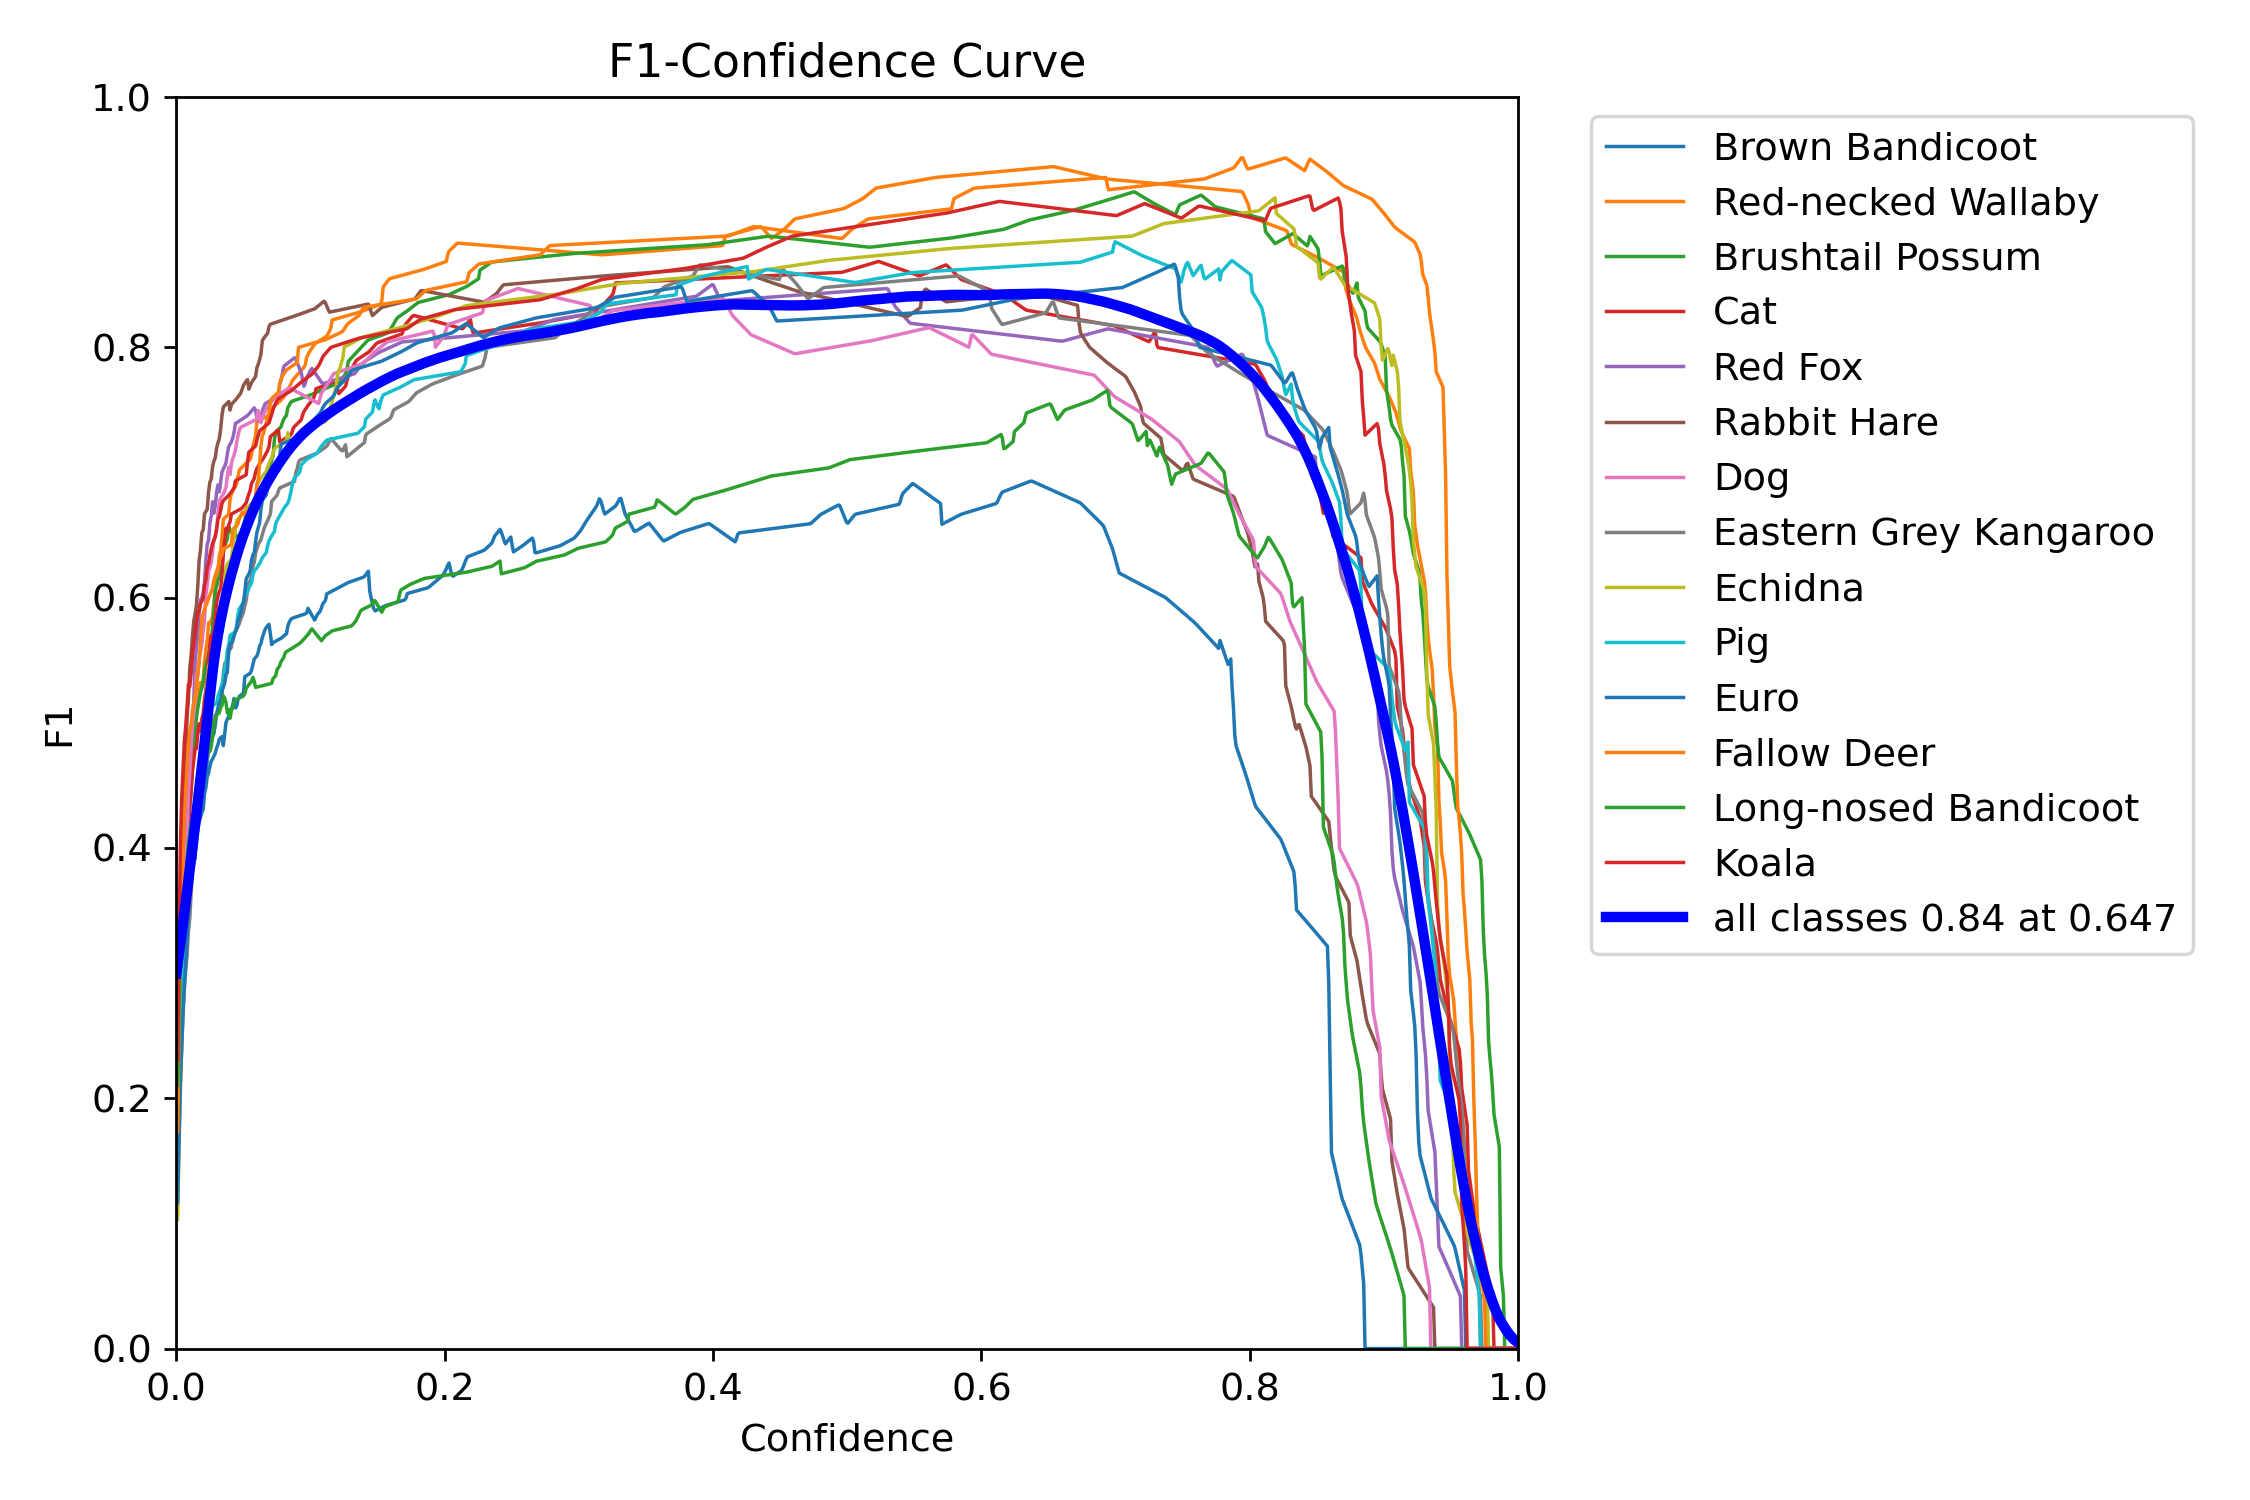 F1-Confidence Curve
1.0
0.8
0.6
0.4
0.2
0.0
F1
0.0 0.2 0.4 0.6 0.8 1.0
Confidence
Brown Bandicoot
Red-necked Wallaby
Brushtail Possum
Cat
Red Fox
Rabbit Hare
Dog
Eastern Grey Kangaroo
Echidna
Pig
Euro
Fallow Deer
Long-nosed Bandicoot
Koala
all classes 0.84 at 0.647